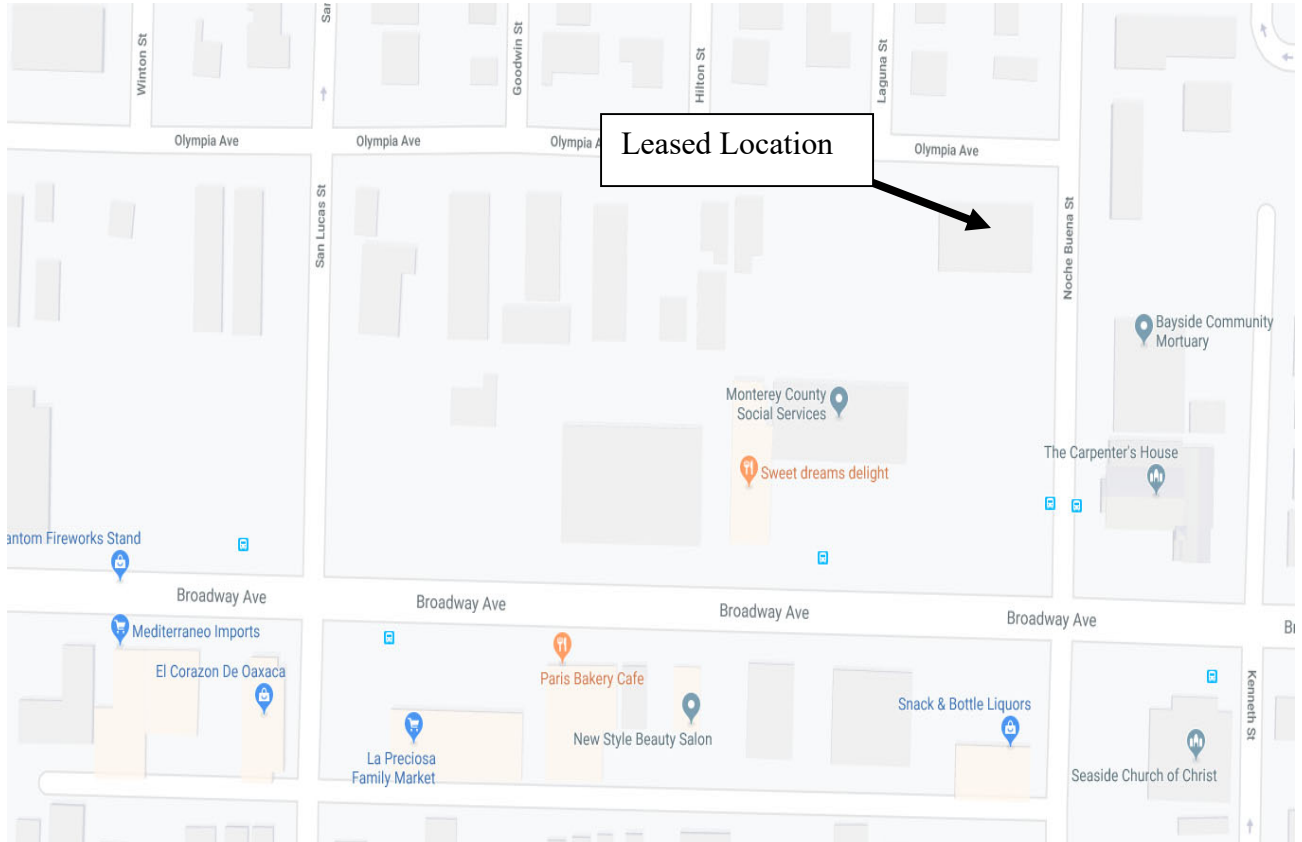 San
Winton St
Goodwin St
Hilton St
Laguna St
Olympia Ave
Olympia Ave
Olympia A
Leased Location
Olympia Ave
San Lucas St
Noche Buena St
Bayside Community
Mortuary
Monterey County
Social Services
The Carpenter's House
Sweet dreams delight
antom Fireworks Stand
Broadway Ave
Broadway Ave
Broadway Ave
Broadway Ave
Br
Mediterraneo Imports
El Corazon De Oaxaca
Paris Bakery Cafe
Kenneth St
Snack & Bottle Liquors
New Style Beauty Salon
La Preciosa
Family Market
Seaside Church of Christ